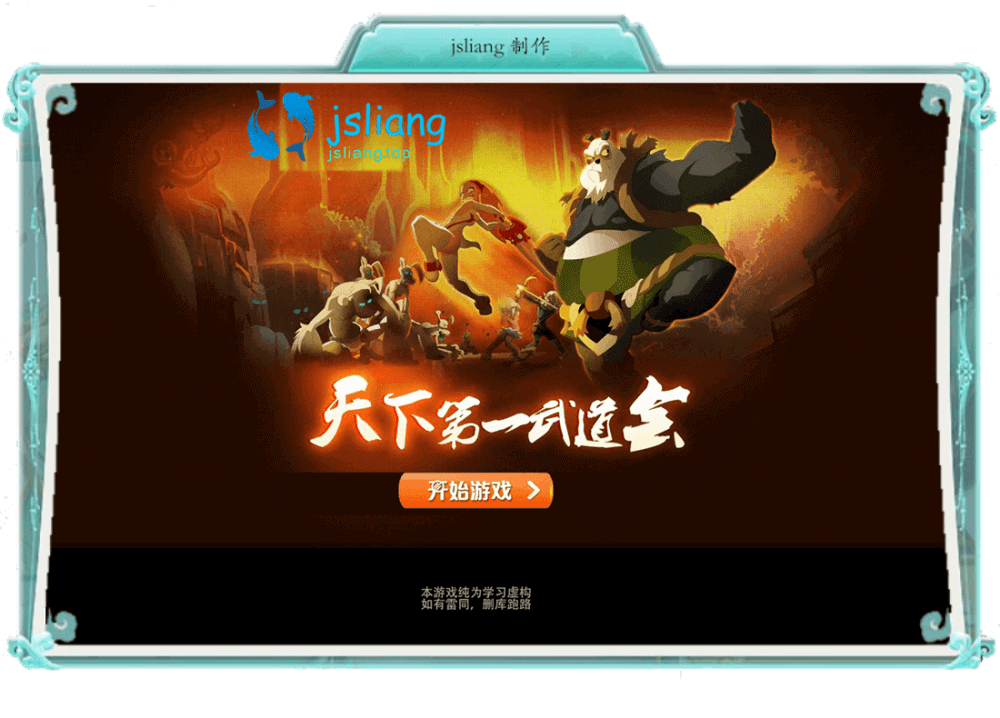 jsliang 制作
jsliang
jsliang.top
天下第一武道会
开始游戏
本游戏纯为学习虚构
如有雷同，删库跑路